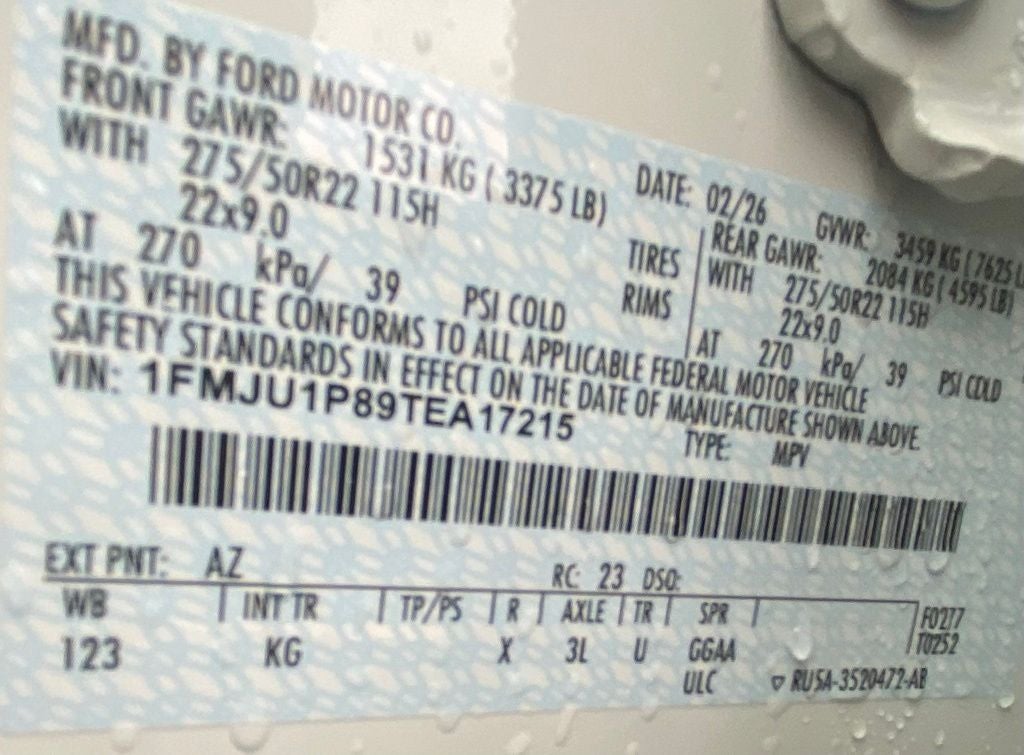 MFD. BY FORD MOTOR CO.
DATE: 02/26 GVWR: 3459 KG ( 7625 L
FRONT GAWR: 1531 KG ( 3375 LB)
REAR GAWR: 2084 KG ( 4595 LB)
WITH 275/50R22 115H TIRES WITH 275/50R22 115H
22x9.0 RIMS 22x9.0
AT 270 kPa/ 39 PSI COLD AT 270 kPa/ 39 PSI COLD
THIS VEHICLE CONFORMS TO ALL APPLICABLE FEDERAL MOTOR VEHICLE
SAFETY STANDARDS IN EFFECT ON THE DATE OF MANUFACTURE SHOWN ABOVE
VIN: 1FMJU1P89TEA17215
TYPE: MPV
EXT PNT: AZ RC: 23 DSO:
WB INT TR TP/PS R AXLE TR SPR F0277
123 KG X 3L U GGAA T0252
ULC RU5A-3520472-AB